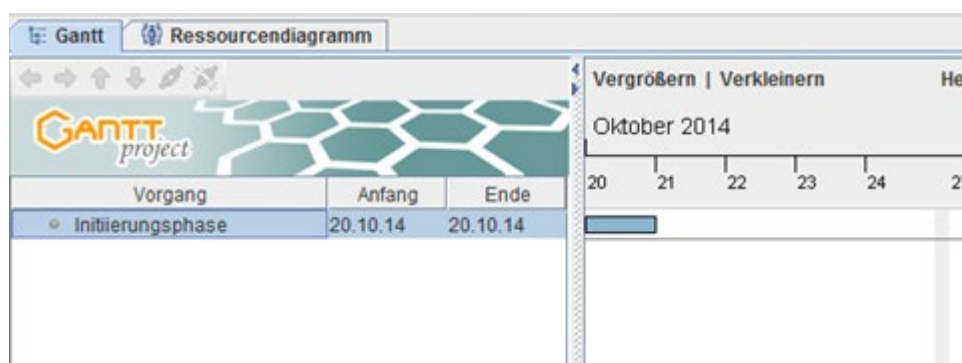 Gantt Ressourcendiagramm
Vergrößern | Verkleinern
GANTT
project
Oktober 2014
20 21 22 23 24
Vorgang Anfang Ende
Initiierungsphase 20.10.14 20.10.14